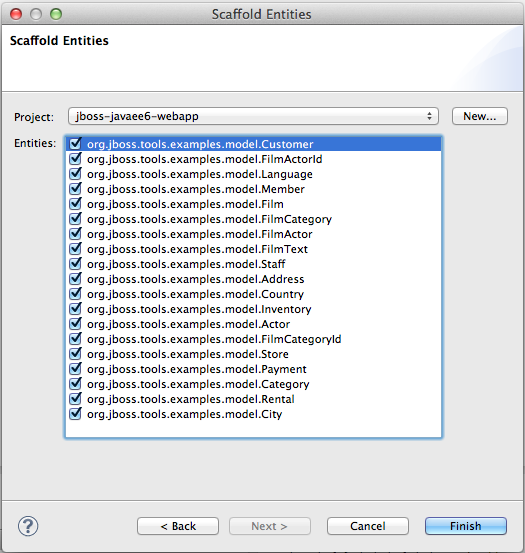 Scaffold Entities
Scaffold Entities
Project: jboss-javaee6-webapp New...
Entities: org.jboss.tools.examples.model.Customer
org.jboss.tools.examples.model.FilmActorId
org.jboss.tools.examples.model.Language
org.jboss.tools.examples.model.Member
org.jboss.tools.examples.model.Film
org.jboss.tools.examples.model.FilmCategory
org.jboss.tools.examples.model.FilmActor
org.jboss.tools.examples.model.FilmText
org.jboss.tools.examples.model.Staff
org.jboss.tools.examples.model.Address
org.jboss.tools.examples.model.Country
org.jboss.tools.examples.model.Inventory
org.jboss.tools.examples.model.Actor
org.jboss.tools.examples.model.FilmCategoryId
org.jboss.tools.examples.model.Store
org.jboss.tools.examples.model.Payment
org.jboss.tools.examples.model.Category
org.jboss.tools.examples.model.Rental
org.jboss.tools.examples.model.City
? < Back Next > Cancel Finish